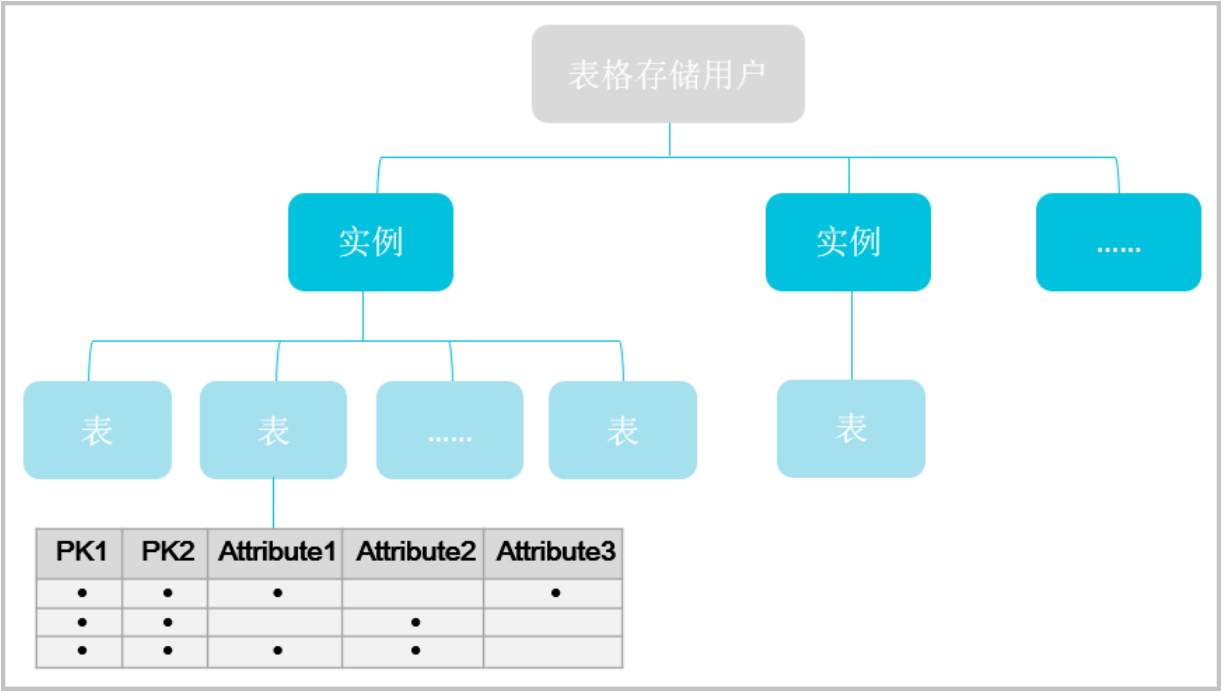 表格存储用户
实例 实例 ......
表 表 ...... 表 表
PK1 PK2 Attribute1 Attribute2 Attribute3
• • • •
• • •
• • • •